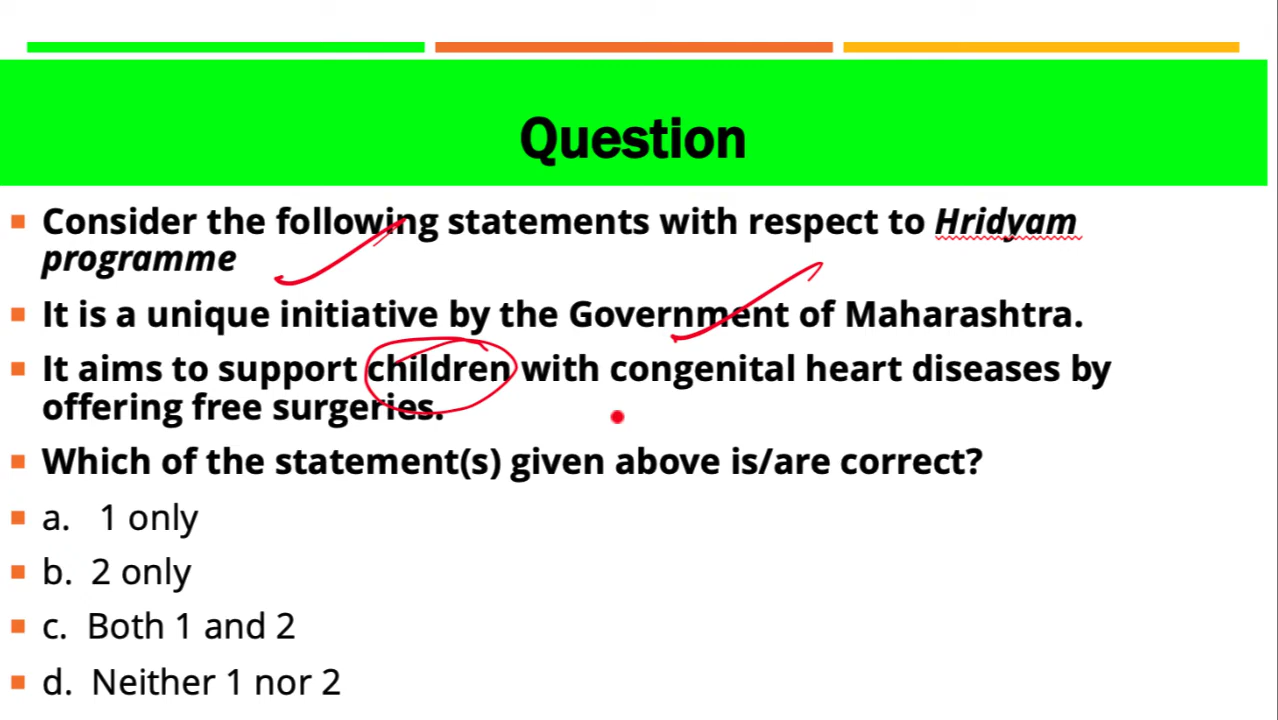 Question
Consider the following statements with respect to Hridyam
programme
It is a unique initiative by the Government of Maharashtra.
It aims to support children with congenital heart diseases by
offering free surgeries.
Which of the statement(s) given above is/are correct?
a. 1 only
b. 2 only
c. Both 1 and 2
d. Neither 1 nor 2